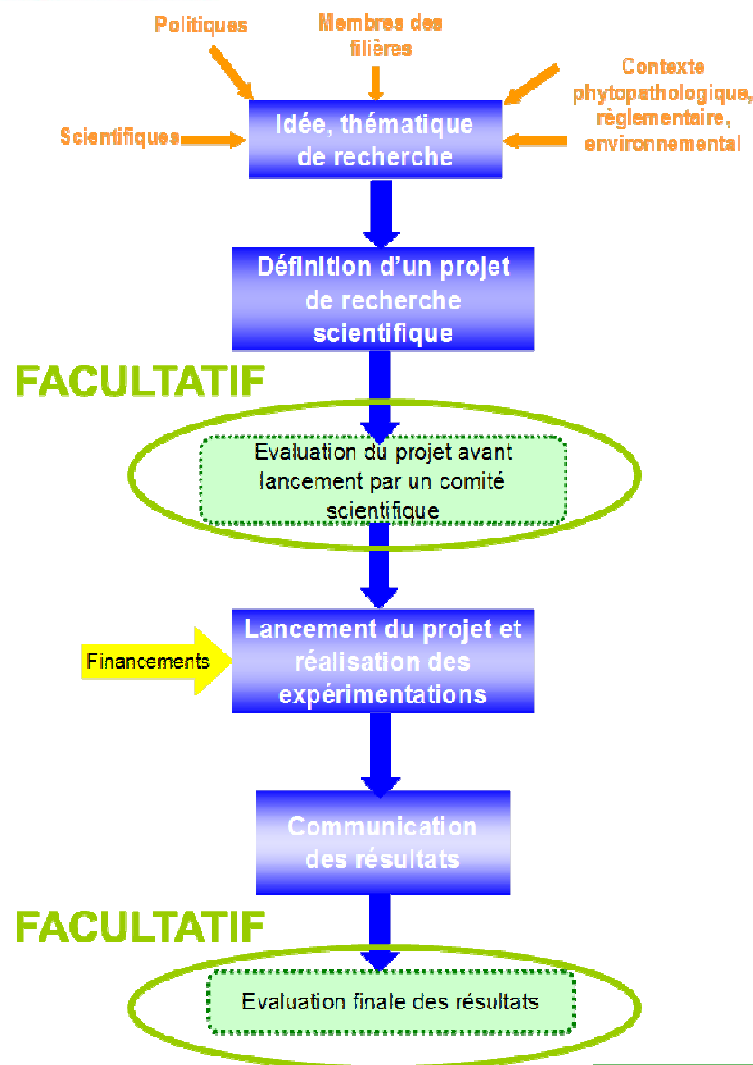 Politiques
Membres des
filières
Contexte
phytopathologique,
règlementaire,
environnemental
Scientifiques
Idée, thématique
de recherche
Définition d'un projet
de recherche
scientifique
FACULTATIF
Evaluation du projet avant
lancement par un comité
scientifique
Financements
Lancement du projet et
réalisation des
expérimentations
Communication
des résultats
FACULTATIF
Evaluation finale des résultats